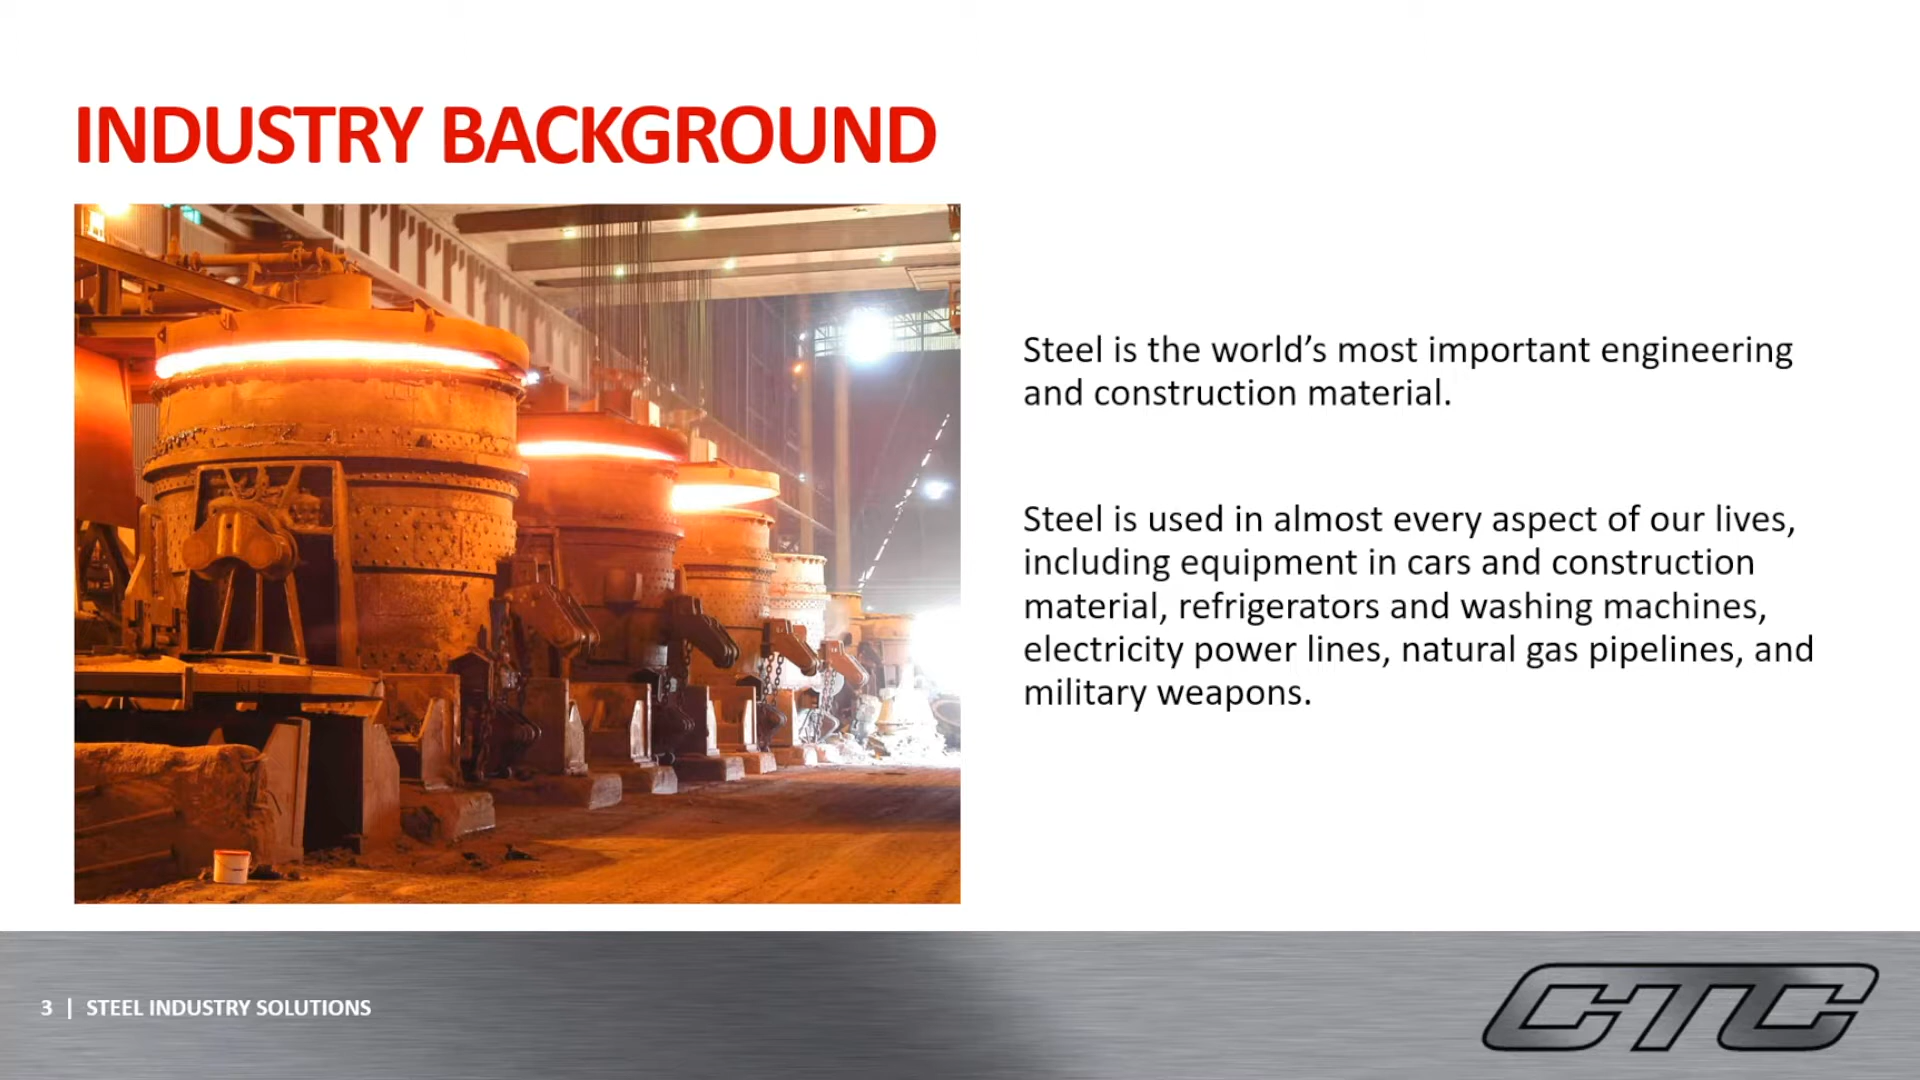 INDUSTRY BACKGROUND
Steel is the world’s most important engineering
and construction material.
Steel is used in almost every aspect of our lives,
including equipment in cars and construction
material, refrigerators and washing machines,
electricity power lines, natural gas pipelines, and
military weapons.
3 | STEEL INDUSTRY SOLUTIONS
CTC